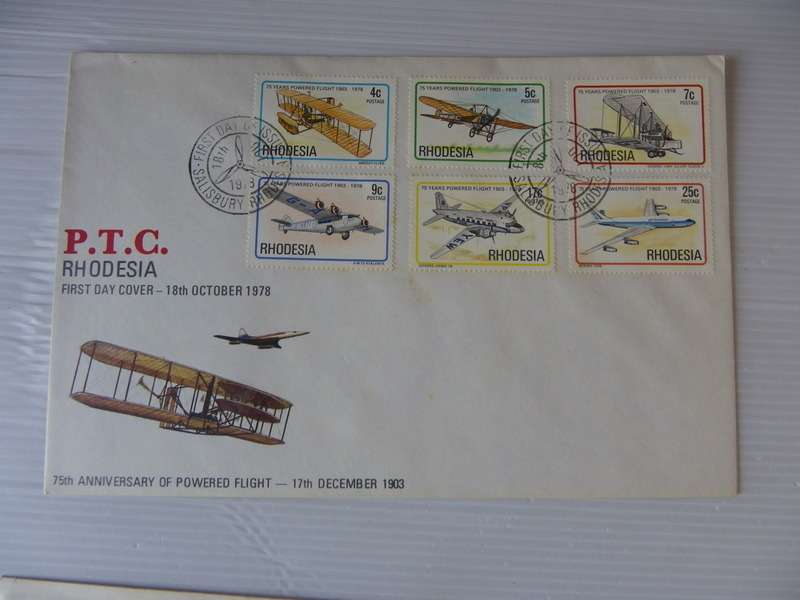 75 YEARS POWERED FLIGHT 1903 - 1978
4c
POSTAGE
RHODESIA
75 YEARS POWERED FLIGHT 1903 - 1978
5c
POSTAGE
RHODESIA
75 YEARS POWERED FLIGHT 1903 - 1978
7c
POSTAGE
RHODESIA
75 YEARS POWERED FLIGHT 1903 - 1978
9c
POSTAGE
RHODESIA
75 YEARS POWERED FLIGHT 1903 - 1978
17c
POSTAGE
RHODESIA
75 YEARS POWERED FLIGHT 1903 - 1978
25c
POSTAGE
RHODESIA
FIRST DAY OF ISSUE
18th
SALISBURY RHODESIA
P.T.C.
RHODESIA
FIRST DAY COVER – 18th OCTOBER 1978
75th ANNIVERSARY OF POWERED FLIGHT — 17th DECEMBER 1903